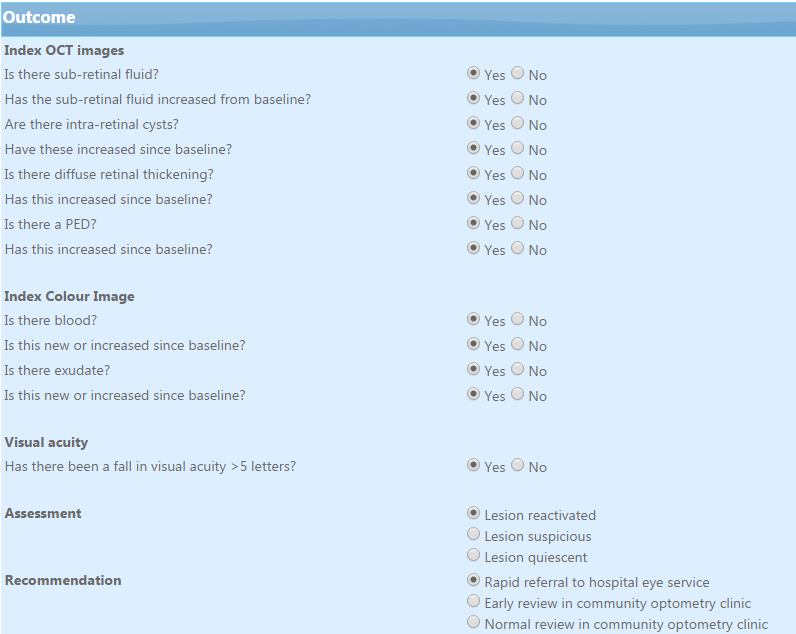 Outcome
Index OCT images
Is there sub-retinal fluid? Yes No
Has the sub-retinal fluid increased from baseline? Yes No
Are there intra-retinal cysts? Yes No
Have these increased since baseline? Yes No
Is there diffuse retinal thickening? Yes No
Has this increased since baseline? Yes No
Is there a PED? Yes No
Has this increased since baseline? Yes No
Index Colour Image
Is there blood? Yes No
Is this new or increased since baseline? Yes No
Is there exudate? Yes No
Is this new or increased since baseline? Yes No
Visual acuity
Has there been a fall in visual acuity >5 letters? Yes No
Assessment Lesion reactivated
Lesion suspicious
Lesion quiescent
Recommendation Rapid referral to hospital eye service
Early review in community optometry clinic
Normal review in community optometry clinic